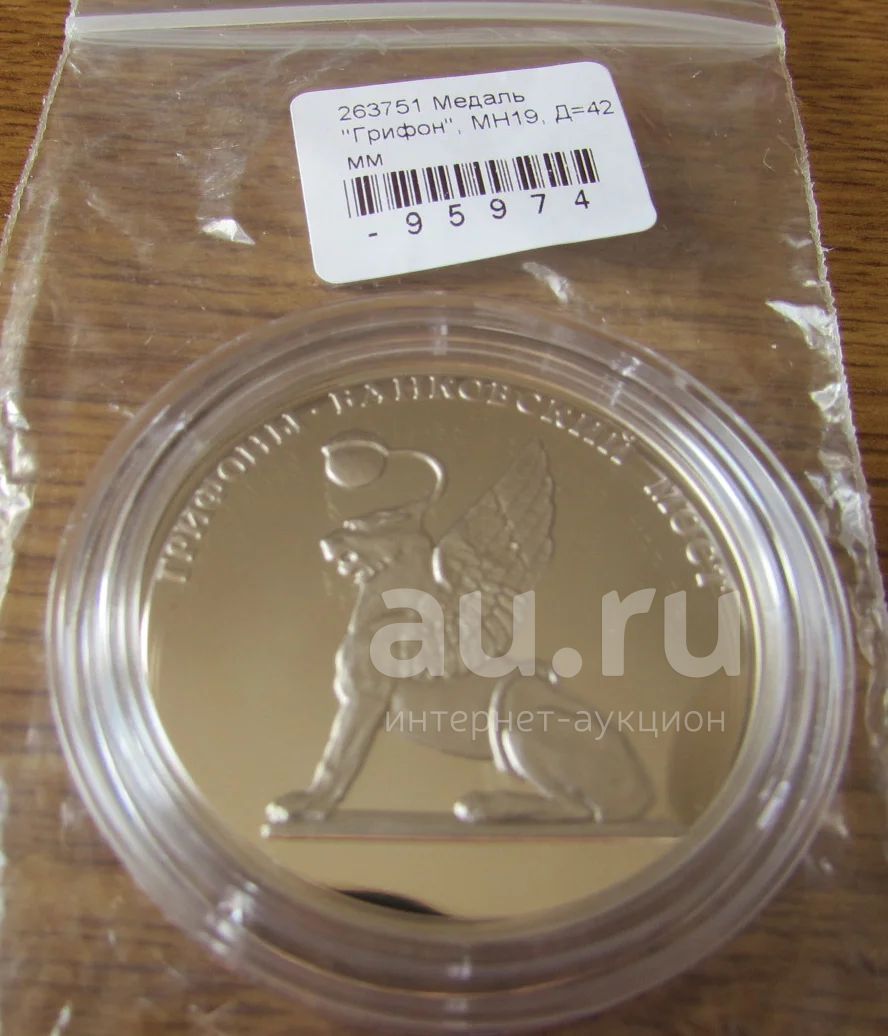 263751 Медаль
"Грифон", МН19, Д=42
мм
- 9 5 9 7 4
ГРИФОНЫ · БАНКОВСКИЙ МОСТ
au.ru
интернет-аукцион